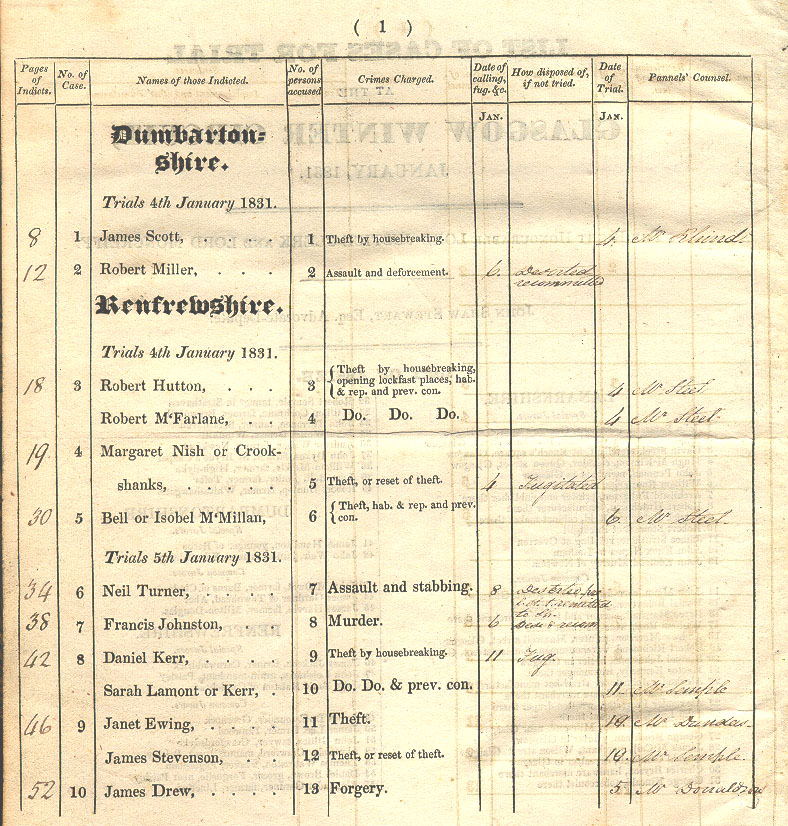 ( 1 )
Pages of Indicts. No. of Case. Names of those Indicted. No. of persons accused Crimes Charged. Date of calling, fug. &c. How disposed of, if not tried. Date of Trial. Pannels' Counsel.
JAN. JAN.
Dumbarton-
shire.
Trials 4th January 1831.
8 1 James Scott, 1 Theft by housebreaking. 4. Mr
12 2 Robert Miller, . . . 2 Assault and deforcement. 6 Deserted
recommitted
Renfrewshire.
Trials 4th January 1831.
18 3 Robert Hutton, . . . 3 { Theft by housebreaking, opening lockfast places, hab. & rep. and prev. con. 4 Mr Steel.
Robert M‘Farlane, . . 4 Do. Do. Do. 4 Mr Steel.
19 4 Margaret Nish or Crook-
shanks, . . . . . 5 Theft, or reset of theft. 4 Fugitated
30 5 Bell or Isobel M‘Millan, 6 { Theft, hab. & rep. and prev. con. 6 Mr Steel.
Trials 5th January 1831.
34 6 Neil Turner, . . . . 7 Assault and stabbing. 8 Deserted
38 7 Francis Johnston, . . 8 Murder. 6
42 8 Daniel Kerr, . . . . 9 Theft by housebreaking. 11 Fug.
Sarah Lamont or Kerr, . 10 Do. Do. & prev. con. 11. Mr Semple
46 9 Janet Ewing, . . . . 11 Theft. Mr Dundas.
James Stevenson, . . 12 Theft, or reset of theft. Mr Semple.
52 10 James Drew, . . . . 13 Forgery. 5. Mr Donaldson